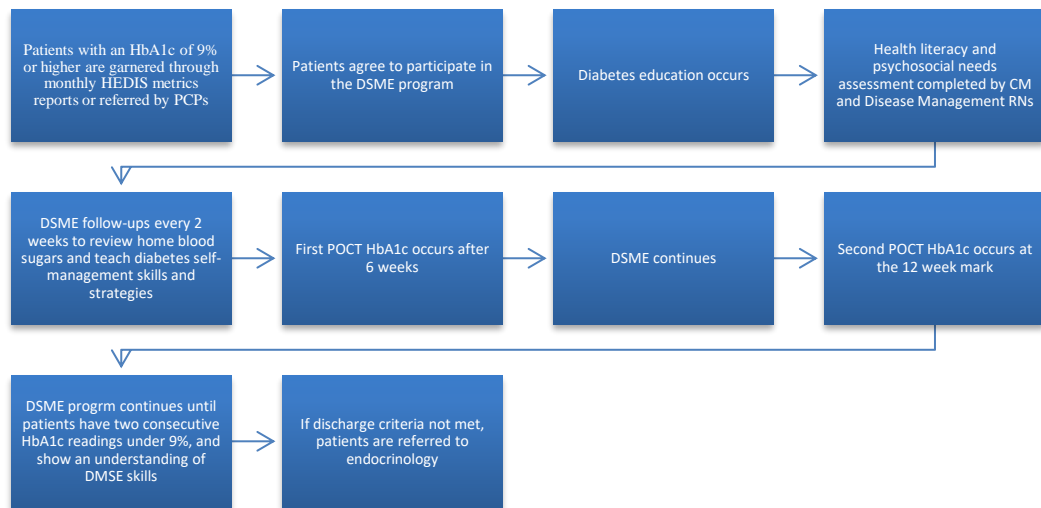 Patients with an HbA1c of 9%
or higher are garnered through
monthly HEDIS metrics
reports or referred by PCPs
Patients agree to participate in
the DSME program
Diabetes education occurs
Health literacy and
psychosocial needs
assessment completed by CM
and Disease Management RNs
DSME follow-ups every 2
weeks to review home blood
sugars and teach diabetes self-
management skills and
strategies
First POCT HbA1c occurs after
6 weeks
DSME continues
Second POCT HbA1c occurs at
the 12 week mark
DSME progrm continues until
patients have two consecutive
HbA1c readings under 9%, and
show an understanding of
DMSE skills
If discharge criteria not met,
patients are referred to
endocrinology